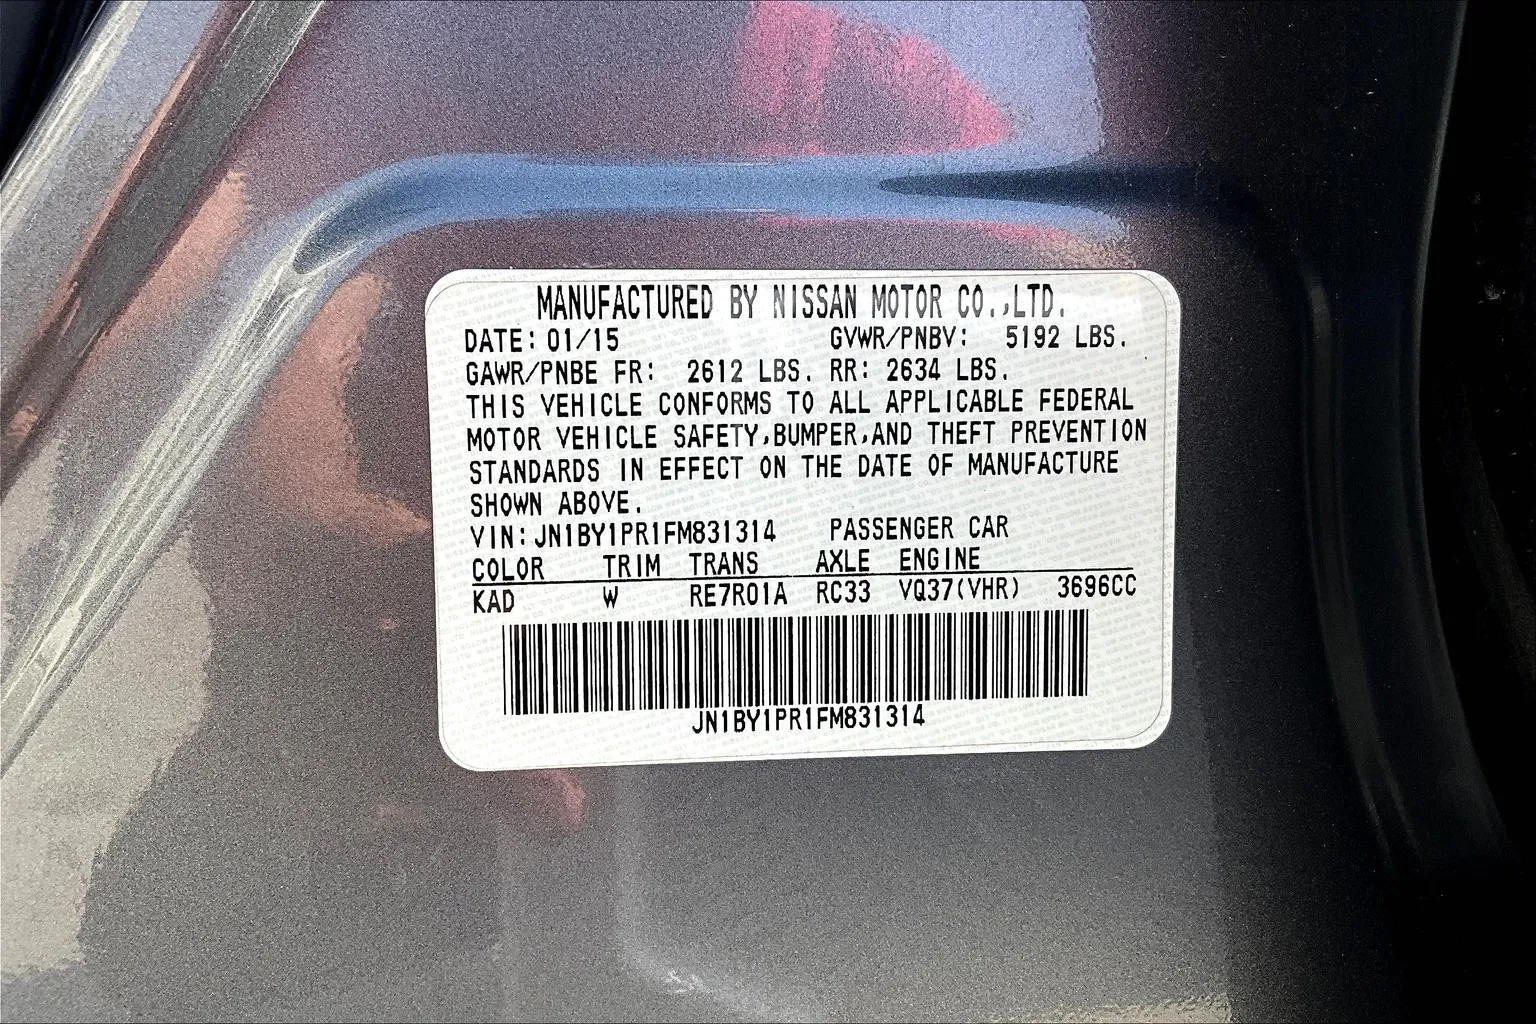 MANUFACTURED BY NISSAN MOTOR CO.,LTD.
DATE: 01/15 GVWR/PNBV: 5192 LBS.
GAWR/PNBE FR: 2612 LBS. RR: 2634 LBS.
THIS VEHICLE CONFORMS TO ALL APPLICABLE FEDERAL
MOTOR VEHICLE SAFETY,BUMPER,AND THEFT PREVENTION
STANDARDS IN EFFECT ON THE DATE OF MANUFACTURE
SHOWN ABOVE.
VIN: JN1BY1PR1FM831314 PASSENGER CAR
COLOR TRIM TRANS AXLE ENGINE
KAD W RE7R01A RC33 VQ37(VHR) 3696CC
JN1BY1PR1FM831314